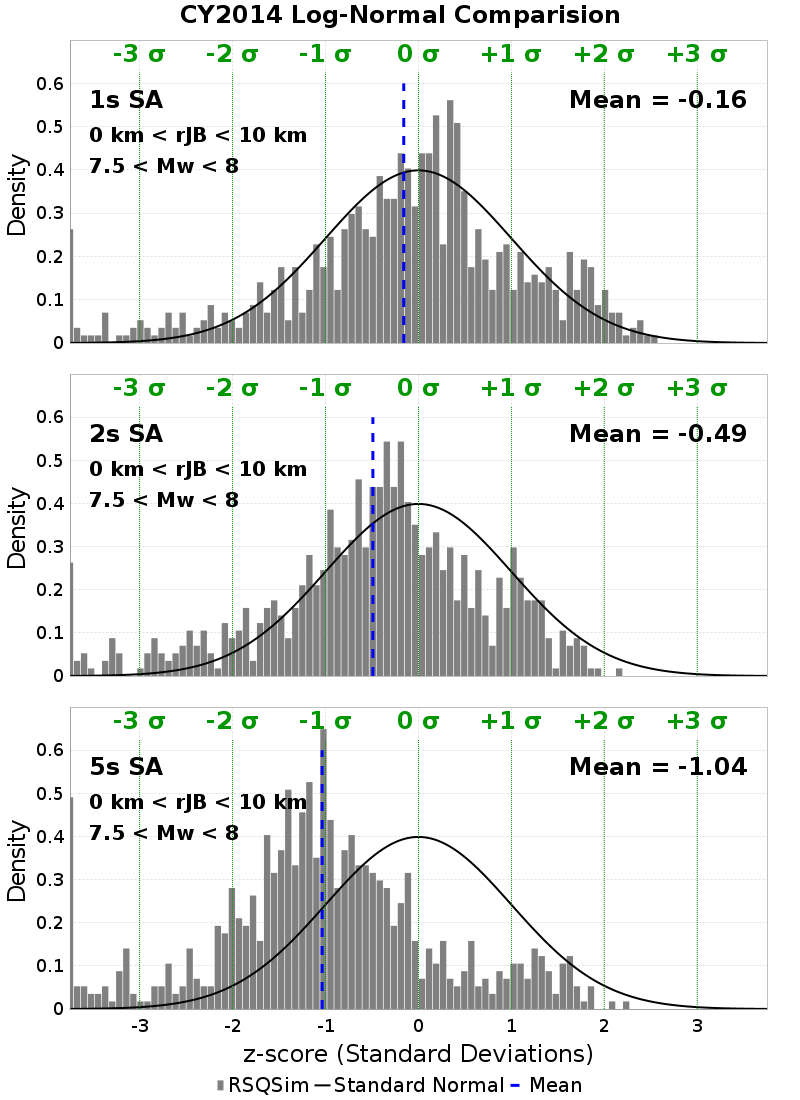 CY2014 Log-Normal Comparision
-3 σ -2 σ -1 σ 0 σ +1 σ +2 σ +3 σ
0.6
1s SA Mean = -0.16
0.5
0 km < rJB < 10 km
0.4
7.5 < Mw < 8
0.3
0.2
0.1
0
Density
-3 σ -2 σ -1 σ 0 σ +1 σ +2 σ +3 σ
0.6
2s SA Mean = -0.49
0.5
0 km < rJB < 10 km
0.4
7.5 < Mw < 8
0.3
0.2
0.1
0
Density
-3 σ -2 σ -1 σ 0 σ +1 σ +2 σ +3 σ
0.6
5s SA Mean = -1.04
0.5
0 km < rJB < 10 km
0.4
7.5 < Mw < 8
0.3
0.2
0.1
0
Density
-3 -2 -1 0 1 2 3
z-score (Standard Deviations)
RSQSim Standard Normal Mean